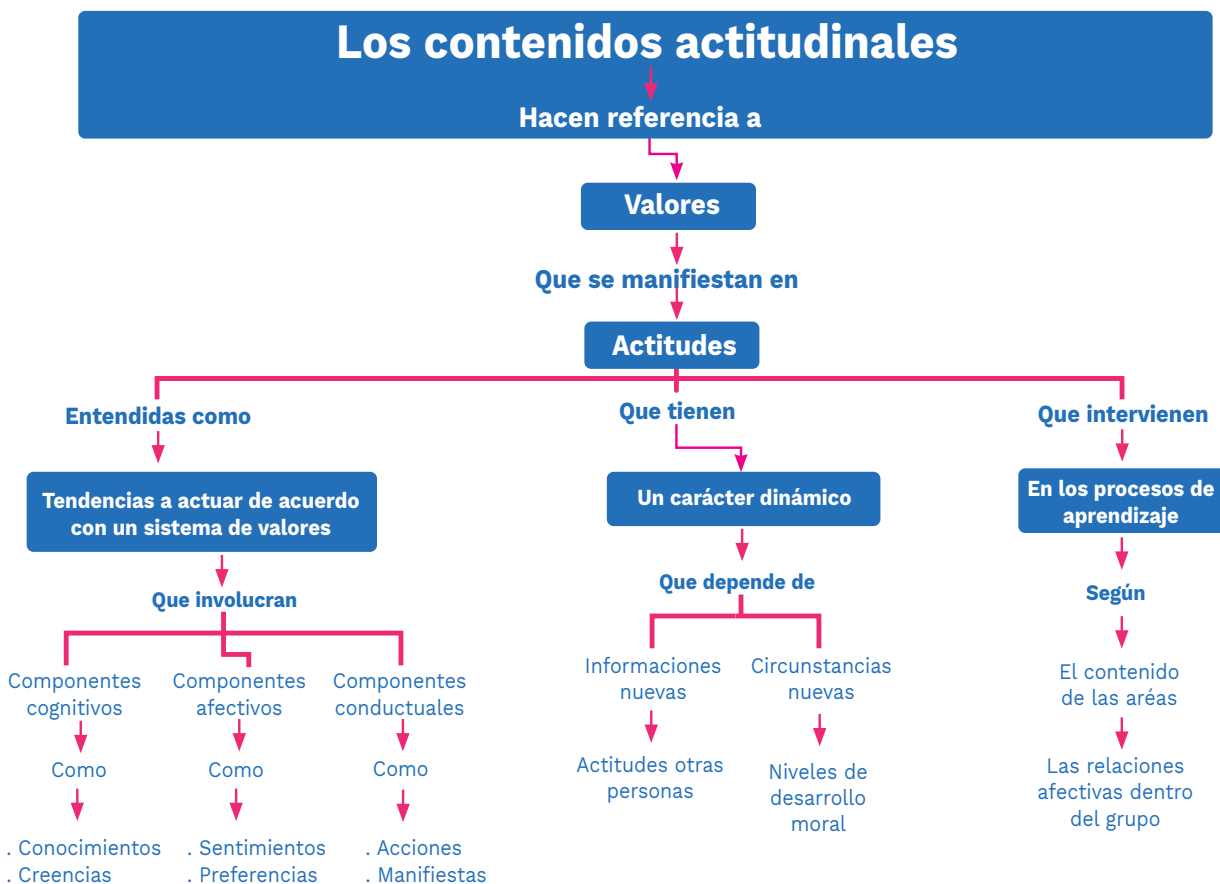 Los contenidos actitudinales
Hacen referencia a
Valores
Que se manifiestan en
Actitudes
Entendidas como
Que tienen
Que intervienen
Tendencias a actuar de acuerdo
con un sistema de valores
Un carácter dinámico
En los procesos de
aprendizaje
Que involucran
Que depende de
Según
Componentes
cognitivos
Componentes
afectivos
Componentes
conductuales
Informaciones
nuevas
Circunstancias
nuevas
El contenido
de las aréas
Como
Como
Como
Actitudes otras
personas
Niveles de
desarrollo
moral
Las relaciones
afectivas dentro
del grupo
. Conocimientos
. Creencias
. Sentimientos
. Preferencias
. Acciones
. Manifiestas